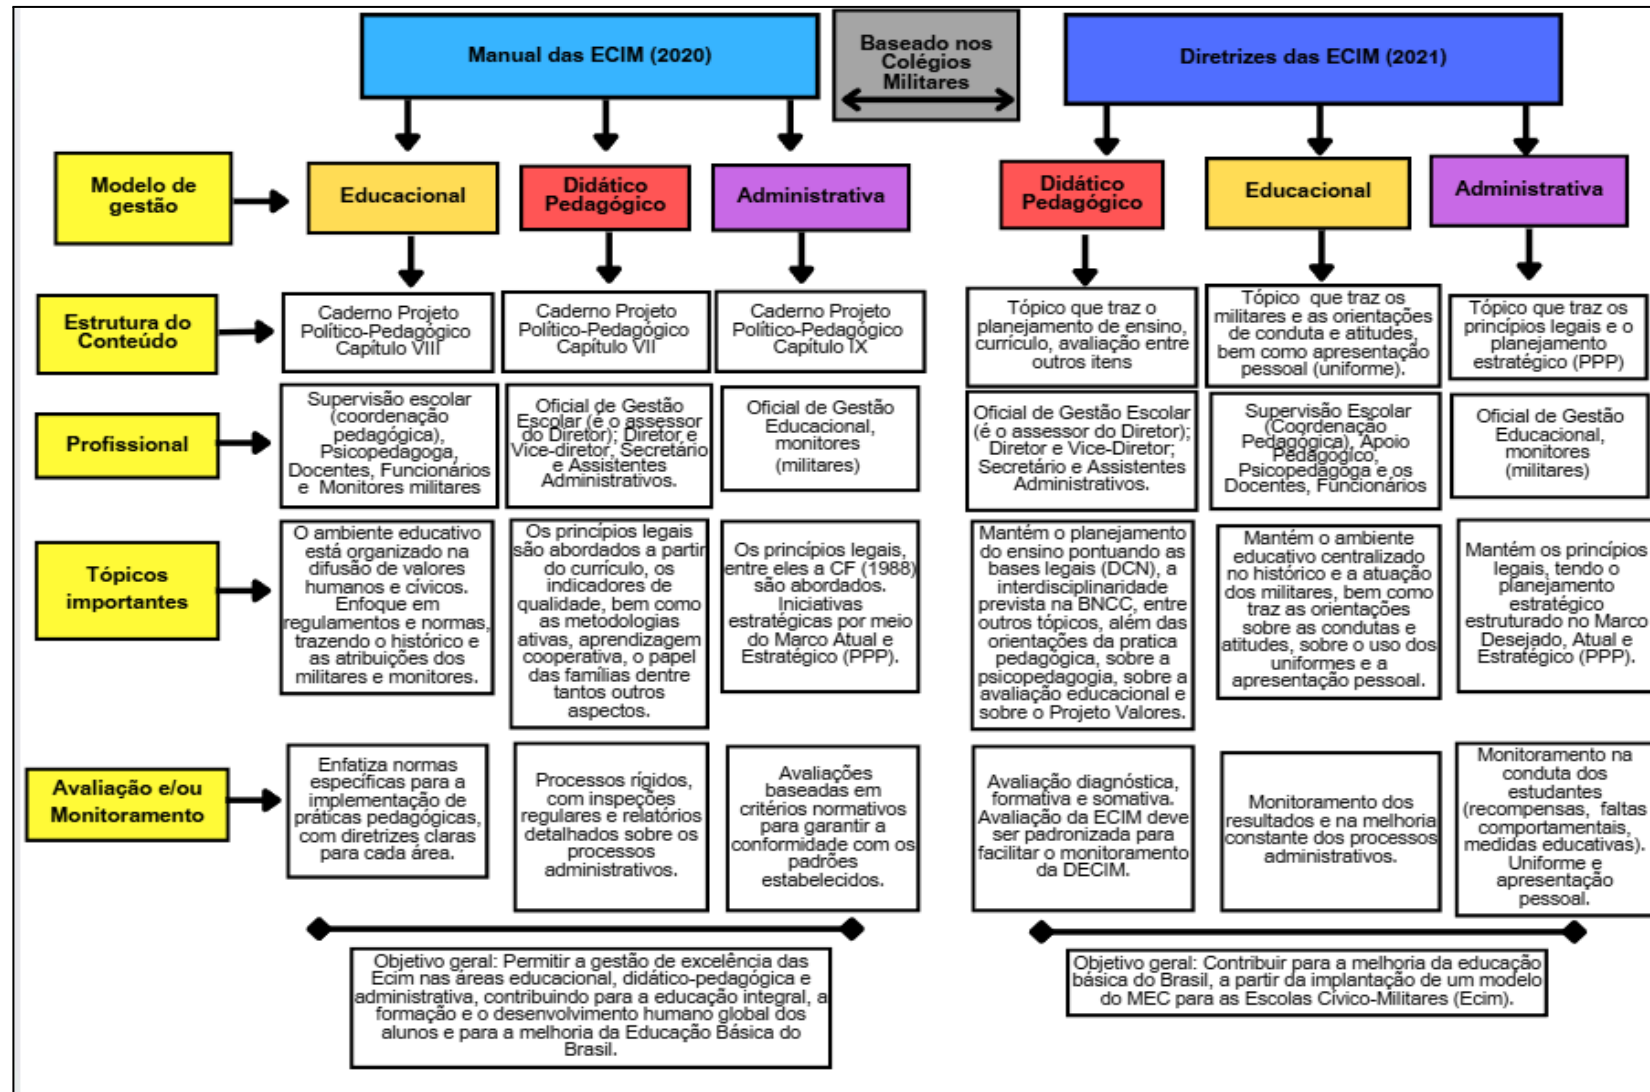 Manual das ECIM (2020)
Baseado nos
Colégios
Militares
Diretrizes das ECIM (2021)
Modelo de
gestão
Educacional
Didático
Pedagógico
Administrativa
Didático
Pedagógico
Educacional
Administrativa
Estrutura do
Conteúdo
Caderno Projeto
Político-Pedagógico
Capítulo VIII
Caderno Projeto
Político-Pedagógico
Capítulo VII
Caderno Projeto
Político-Pedagógico
Capítulo IX
Tópico que traz o
planejamento de ensino,
currículo, avaliação entre
outros itens
Tópico que traz os
militares e as orientações
de conduta e atitudes,
bem como apresentação
pessoal (uniforme).
Tópico que traz os
princípios legais e o
planejamento
estratégico (PPP)
Profissional
Supervisão escolar
(coordenação
pedagógica),
Psicopedagoga,
Docentes, Funcionários
e Monitores militares
Oficial de Gestão
Escolar (é o assessor
do Diretor); Diretor e
Vice-diretor, Secretário
e Assistentes
Administrativos.
Oficial de Gestão
Educacional,
monitores
(militares)
Oficial de Gestão Escolar
(é o assessor do Diretor);
Diretor e Vice-Diretor;
Secretário e Assistentes
Administrativos.
Supervisão Escolar
(Coordenação
Pedagógica), Apoio
Pedagógico,
Psicopedagoga e os
Docentes, Funcionários
Oficial de Gestão
Educacional,
monitores
(militares)
Tópicos
importantes
O ambiente educativo
está organizado na
difusão de valores
humanos e cívicos.
Enfoque em
regulamentos e normas,
trazendo o histórico e
as atribuições dos
militares e monitores.
Os princípios legais
são abordados a partir
do currículo, os
indicadores de
qualidade, bem como
as metodologias
ativas, aprendizagem
cooperativa, o papel
das famílias dentre
tantos outros
aspectos.
Os princípios legais,
entre eles a CF (1988)
são abordados.
Iniciativas
estratégicas por meio
do Marco Atual e
Estratégico (PPP).
Mantém o planejamento
do ensino pontuando as
bases legais (DCN), a
interdisciplinaridade
prevista na BNCC, entre
outros tópicos, além das
orientações da pratica
pedagógica, sobre a
psicopedagogia, sobre a
avaliação educacional e
sobre o Projeto Valores.
Mantém o ambiente
educativo centralizado
no histórico e a atuação
dos militares, bem como
traz as orientações
sobre as condutas e
atitudes, sobre o uso dos
uniformes e a
apresentação pessoal.
Mantém os princípios
legais, tendo o
planejamento
estratégico
estruturado no Marco
Desejado, Atual e
Estratégico (PPP).
Avaliação e/ou
Monitoramento
Enfatiza normas
específicas para a
implementação de
práticas pedagógicas,
com diretrizes claras
para cada área.
Processos rígidos,
com inspeções
regulares e relatórios
detalhados sobre os
processos
administrativos.
Avaliações
baseadas em
critérios normativos
para garantir a
conformidade com os
padrões
estabelecidos.
Avaliação diagnóstica,
formativa e somativa.
Avaliação da ECIM deve
ser padronizada para
facilitar o monitoramento
da DECIM.
Monitoramento dos
resultados e na melhoria
constante dos processos
administrativos.
Monitoramento na
conduta dos
estudantes
(recompensas, faltas
comportamentais,
medidas educativas).
Uniforme e
apresentação
pessoal.
Objetivo geral: Permitir a gestão de excelência das
Ecim nas áreas educacional, didático-pedagógica e
administrativa, contribuindo para a educação integral, a
formação e o desenvolvimento humano global dos
alunos e para a melhoria da Educação Básica do
Brasil.
Objetivo geral: Contribuir para a melhoria da educação
básica do Brasil, a partir da implantação de um modelo
do MEC para as Escolas Cívico-Militares (Ecim).